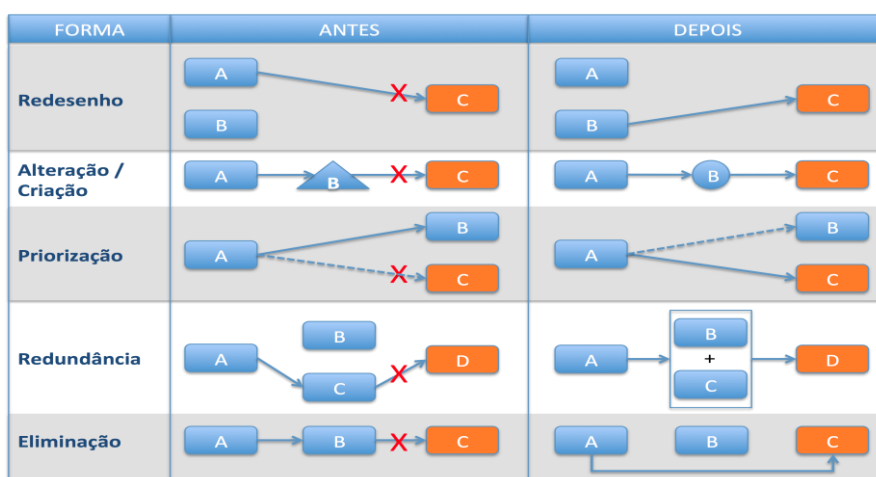 FORMA ANTES DEPOIS
Redesenho
A
X
C
B
A
C
B
Alteração /
Criação
A
B
X
C
A
B
C
Priorização
B
A
X
C
B
A
C
Redundância
B
A
X
D
C
A
B
+
C
D
Eliminação
A
B
X
C
A
B
C